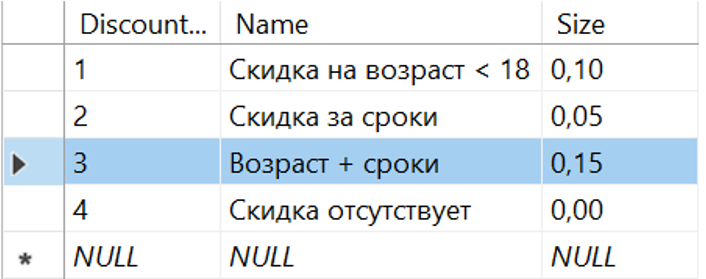 Discount... Name Size
1 Скидка на возраст < 18 0,10
2 Скидка за сроки 0,05
3 Возраст + сроки 0,15
4 Скидка отсутствует 0,00
* NULL NULL NULL